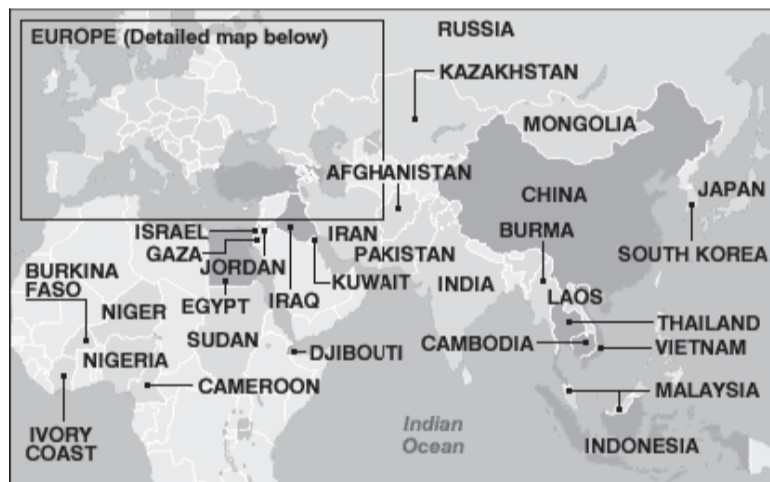 EUROPE (Detailed map below)
RUSSIA
KAZAKHSTAN
MONGOLIA
AFGHANISTAN
CHINA
JAPAN
ISRAEL
IRAN
BURMA
SOUTH KOREA
GAZA
PAKISTAN
BURKINA
FASO
JORDAN
KUWAIT
INDIA
LAOS
NIGER
EGYPT
IRAQ
THAILAND
SUDAN
CAMBODIA
VIETNAM
NIGERIA
DJIBOUTI
CAMEROON
MALAYSIA
IVORY
COAST
Indian
Ocean
INDONESIA